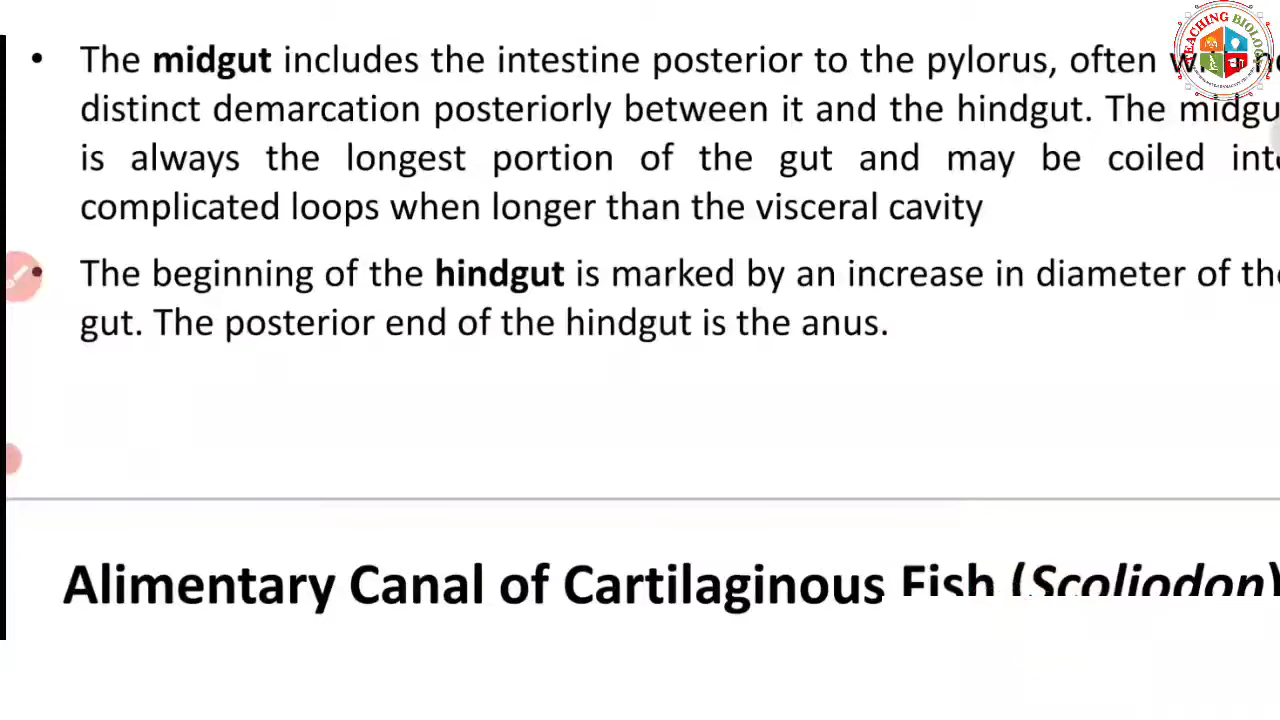 TEACHING BIOLOGY
• The midgut includes the intestine posterior to the pylorus, often
distinct demarcation posteriorly between it and the hindgut. The
is always the longest portion of the gut and may be coiled
complicated loops when longer than the visceral cavity
• The beginning of the hindgut is marked by an increase in diameter of
gut. The posterior end of the hindgut is the anus.
Alimentary Canal of Cartilaginous Fish (Scoliodon)